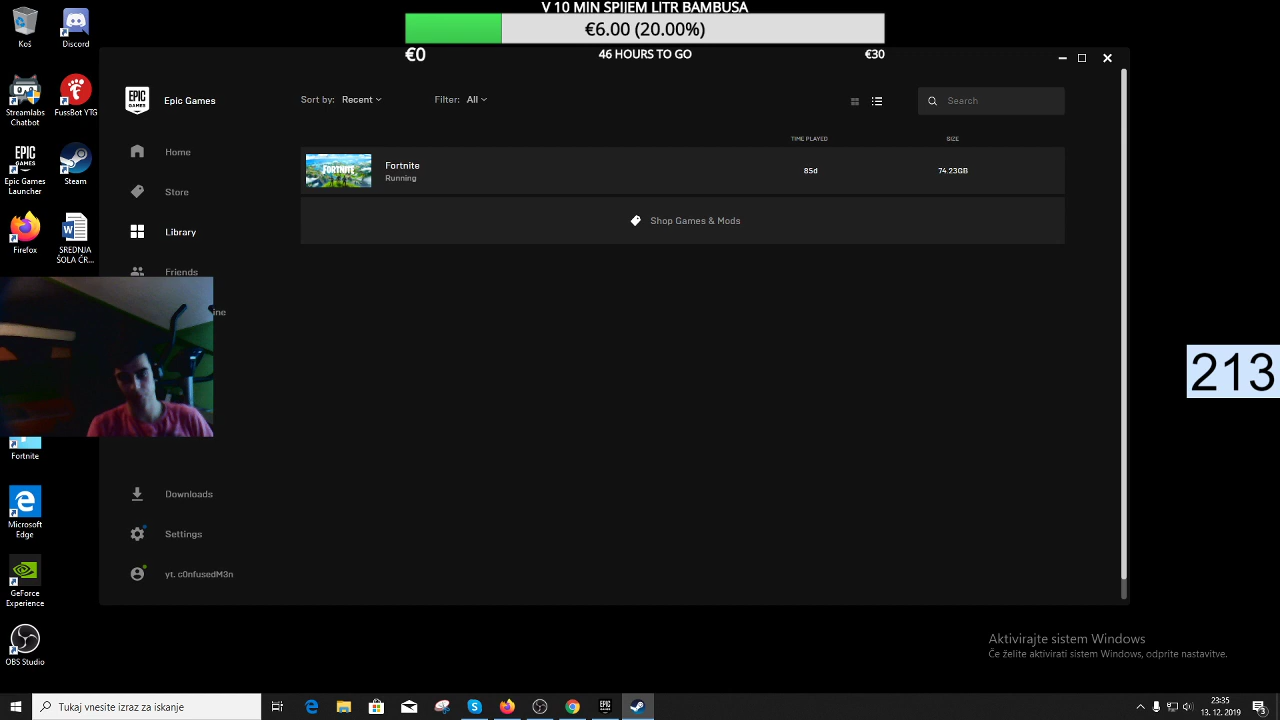 V 10 MIN SPIJEM LITR BAMBUSA
€6.00 (20.00%)
€0
46 HOURS TO GO
€30
Koš
Discord
Streamlabs
Chatbot
FussBot YTG
Epic Games
Launcher
Steam
Firefox
SREDNJA
ŠOLA ČR...
Fortnite
Microsoft
Edge
GeForce
Experience
OBS Studio
EPIC
GAMES
Epic Games
Home
Store
Library
Friends
ine
Downloads
Settings
yt. c0nfusedM3n
Sort by: Recent
Filter: All
Search
TIME PLAYED
SIZE
FORTNITE
Fortnite
Running
85d
74.23GB
Shop Games & Mods
213
Aktivirajte sistem Windows
Če želite aktivirati sistem Windows, odprite nastavitve.
Tukaj vnesite izraz za iskanje
23:35
13. 12. 2019